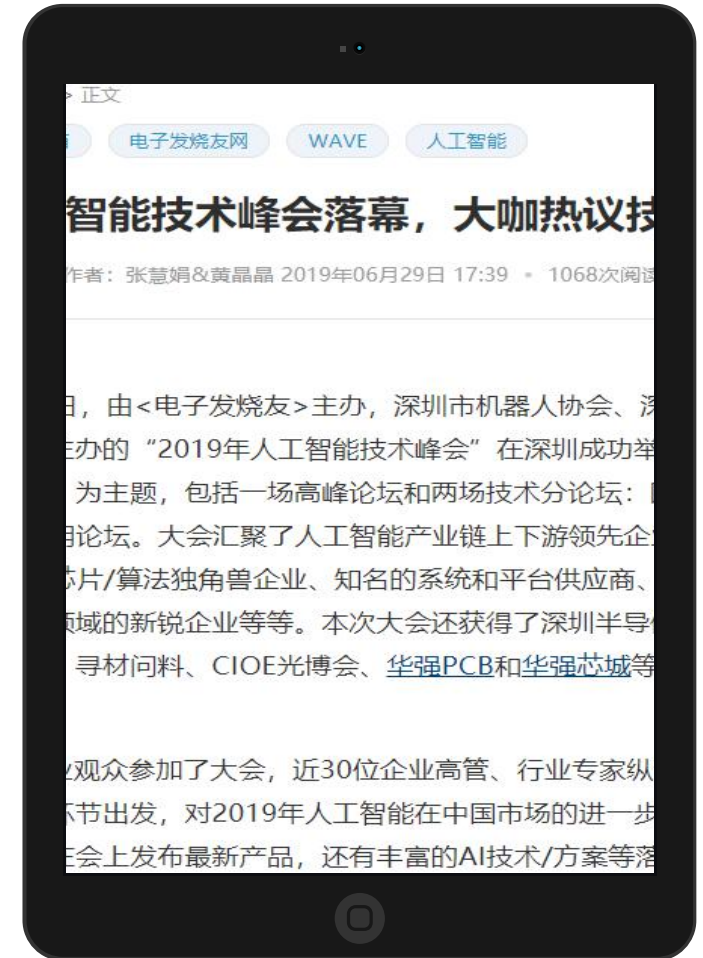 > 正文
电子发烧友网 WAVE 人工智能
智能技术峰会落幕，大咖热议技
作者：张慧娟&黄晶晶 2019年06月29日 17:39 • 1068次阅读
日，由<电子发烧友>主办，深圳市机器人协会、深
主办的“2019年人工智能技术峰会”在深圳成功举
为主题，包括一场高峰论坛和两场技术分论坛：
用论坛。大会汇聚了人工智能产业链上下游领先企业
芯片/算法独角兽企业、知名的系统和平台供应商、
领域的新锐企业等等。本次大会还获得了深圳半导体
寻材问料、CIOE光博会、华强PCB和华强芯城等
业观众参加了大会，近30位企业高管、行业专家纵
环节出发，对2019年人工智能在中国市场的进一步
在会上发布最新产品，还有丰富的AI技术/方案等落